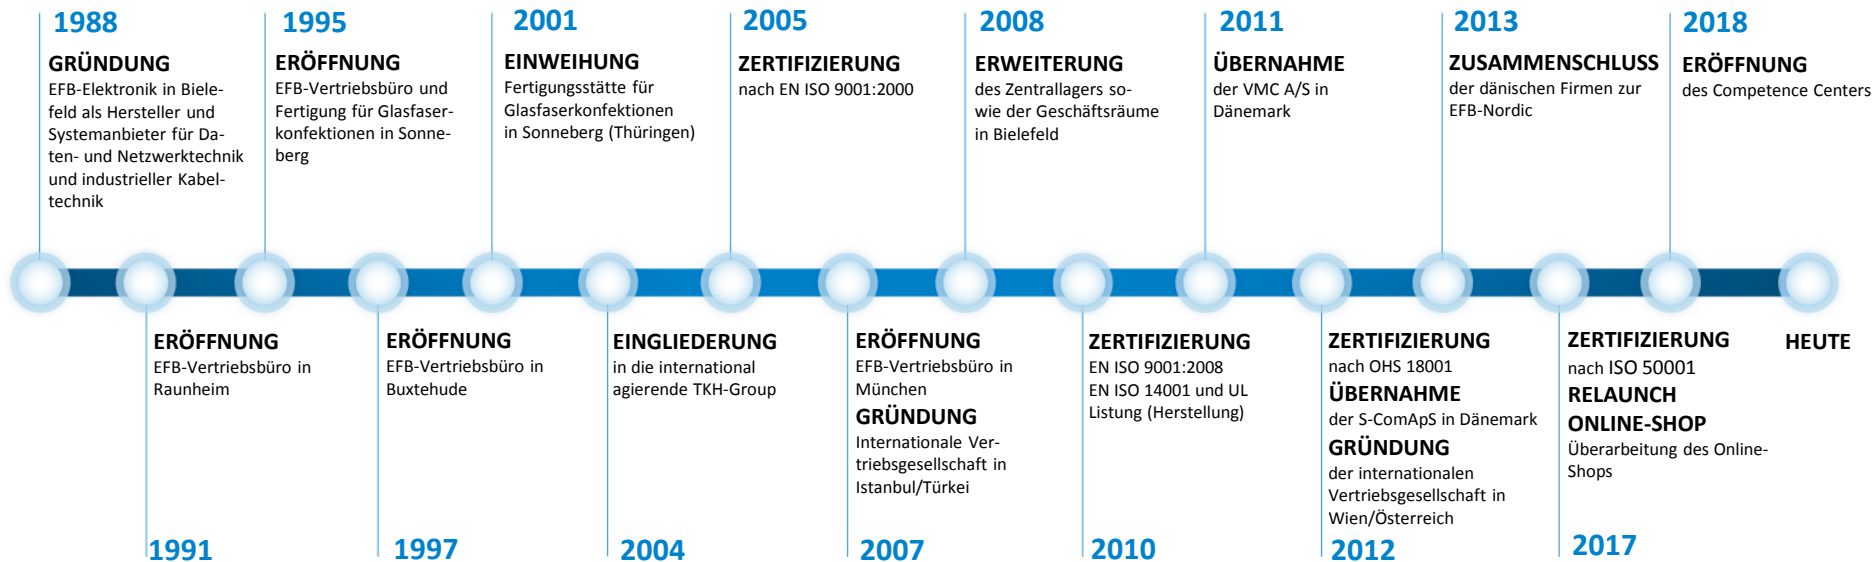 1988
GRÜNDUNG
EFB-Elektronik in Biele-
feld als Hersteller und
Systemanbieter für Da-
ten- und Netzwerktechnik
und industrieller Kabel-
technik
1995
ERÖFFNUNG
EFB-Vertriebsbüro und
Fertigung für Glasfaser-
konfektionen in Sonne-
berg
2001
EINWEIHUNG
Fertigungsstätte für
Glasfaserkonfektionen
in Sonneberg (Thüringen)
2005
ZERTIFIZIERUNG
nach EN ISO 9001:2000
2008
ERWEITERUNG
des Zentrallagers so-
wie der Geschäftsräume
in Bielefeld
2011
ÜBERNAHME
der VMC A/S in
Dänemark
2013
ZUSAMMENSCHLUSS
der dänischen Firmen zur
EFB-Nordic
2018
ERÖFFNUNG
des Competence Centers
ERÖFFNUNG
EFB-Vertriebsbüro in
Raunheim
1991
ERÖFFNUNG
EFB-Vertriebsbüro in
Buxtehude
1997
EINGLIEDERUNG
in die international
agierende TKH-Group
2004
ERÖFFNUNG
EFB-Vertriebsbüro in
München
GRÜNDUNG
Internationale Ver-
triebsgesellschaft in
Istanbul/Türkei
2007
ZERTIFIZIERUNG
EN ISO 9001:2008
EN ISO 14001 und UL
Listung (Herstellung)
2010
ZERTIFIZIERUNG
nach OHS 18001
ÜBERNAHME
der S-ComApS in Dänemark
GRÜNDUNG
der internationalen
Vertriebsgesellschaft in
Wien/Österreich
2012
ZERTIFIZIERUNG
nach ISO 50001
RELAUNCH
ONLINE-SHOP
Überarbeitung des Online-
Shops
2017
HEUTE